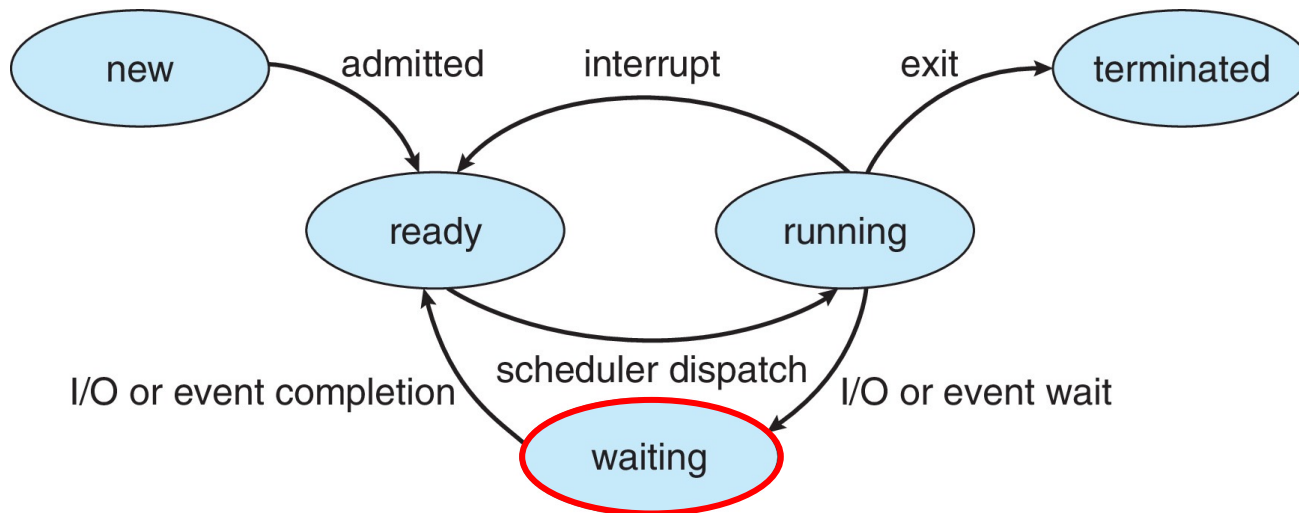 new
admitted
interrupt
exit
terminated
ready
running
scheduler dispatch
I/O or event completion
I/O or event wait
waiting